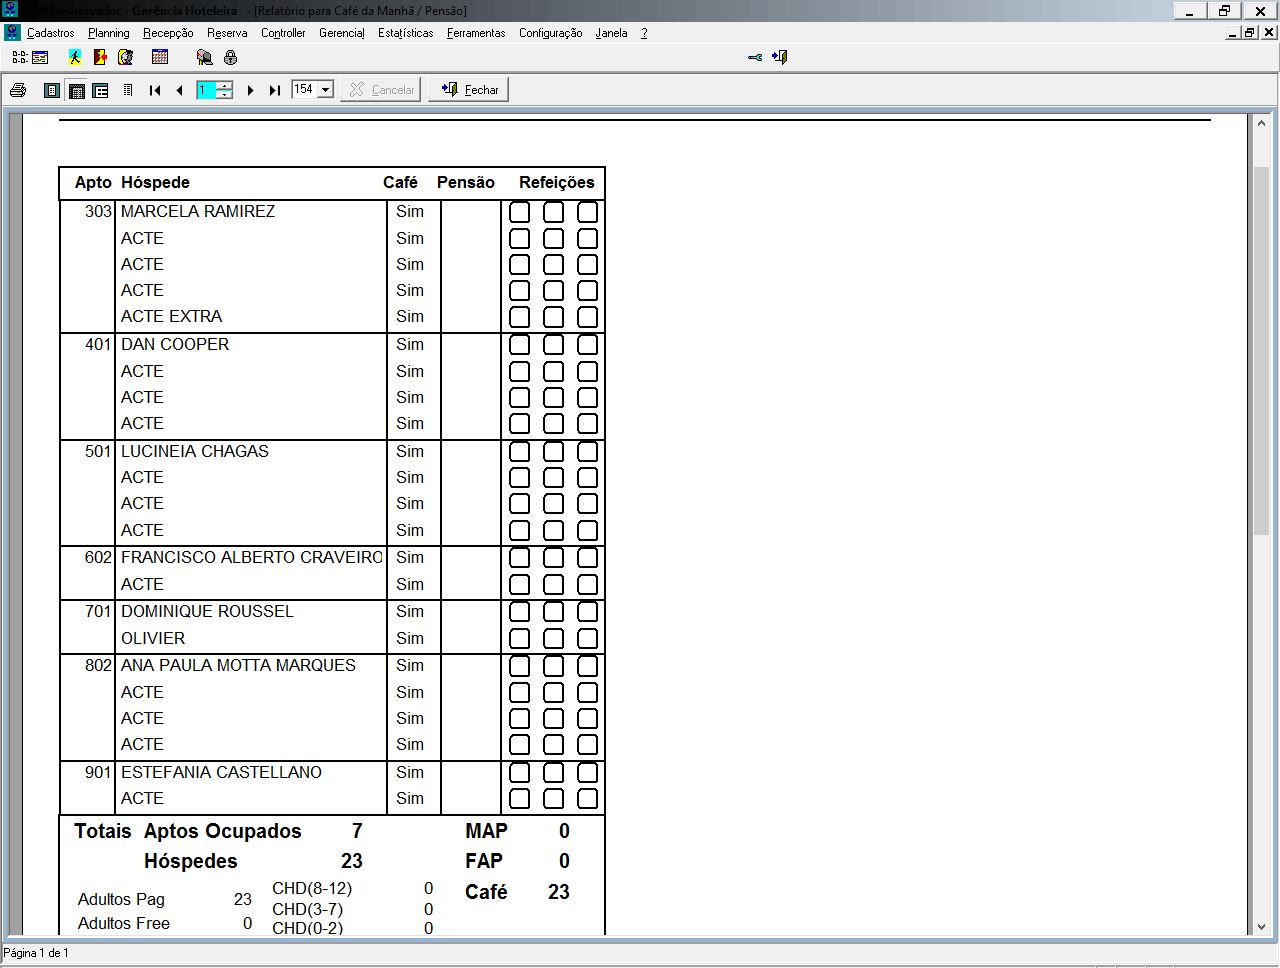 Desbravador - Gerência Hoteleira - [Relatório para Café da Manhã / Pensão]
Cadastros Planning Recepção Reserva Controller Gerencial Estatísticas Ferramentas Configuração Janela ?
1 154 Cancelar Fechar
Apto Hóspede Café Pensão Refeições
303 MARCELA RAMIREZ Sim
ACTE Sim
ACTE Sim
ACTE Sim
ACTE EXTRA Sim
401 DAN COOPER Sim
ACTE Sim
ACTE Sim
ACTE Sim
501 LUCINEIA CHAGAS Sim
ACTE Sim
ACTE Sim
ACTE Sim
602 FRANCISCO ALBERTO CRAVEIRO Sim
ACTE Sim
701 DOMINIQUE ROUSSEL Sim
OLIVIER Sim
802 ANA PAULA MOTTA MARQUES Sim
ACTE Sim
ACTE Sim
ACTE Sim
901 ESTEFANIA CASTELLANO Sim
ACTE Sim
Totais Aptos Ocupados 7 MAP 0
Hóspedes 23 FAP 0
CHD(8-12) 0 Café 23
Adultos Pag 23
CHD(3-7) 0
Adultos Free 0
CHD(0-2) 0
Página 1 de 1